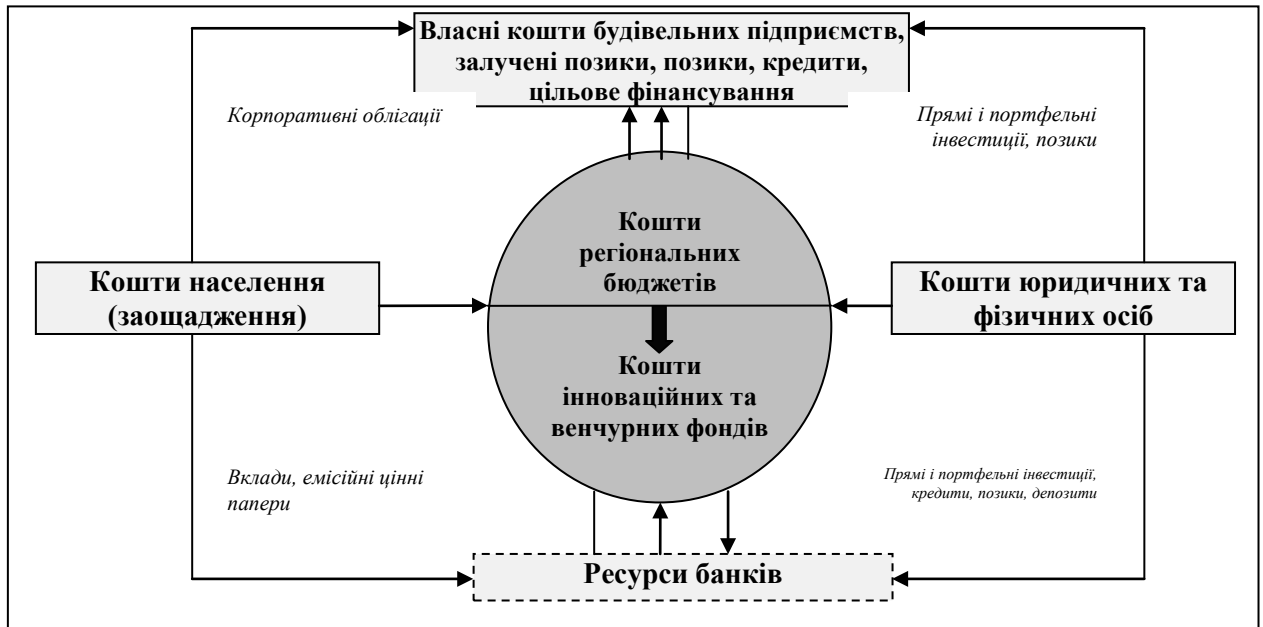 Власні кошти будівельних підприємств,
залучені позики, позики, кредити,
цільове фінансування
Корпоративні облігації
Прямі і портфельні
інвестиції, позики
Кошти
регіональних
бюджетів
Кошти населення
(заощадження)
Кошти юридичних та
фізичних осіб
Кошти
інноваційних та
венчурних фондів
Вклади, емісійні цінні
папери
Прямі і портфельні інвестиції,
кредити, позики, депозити
Ресурси банків